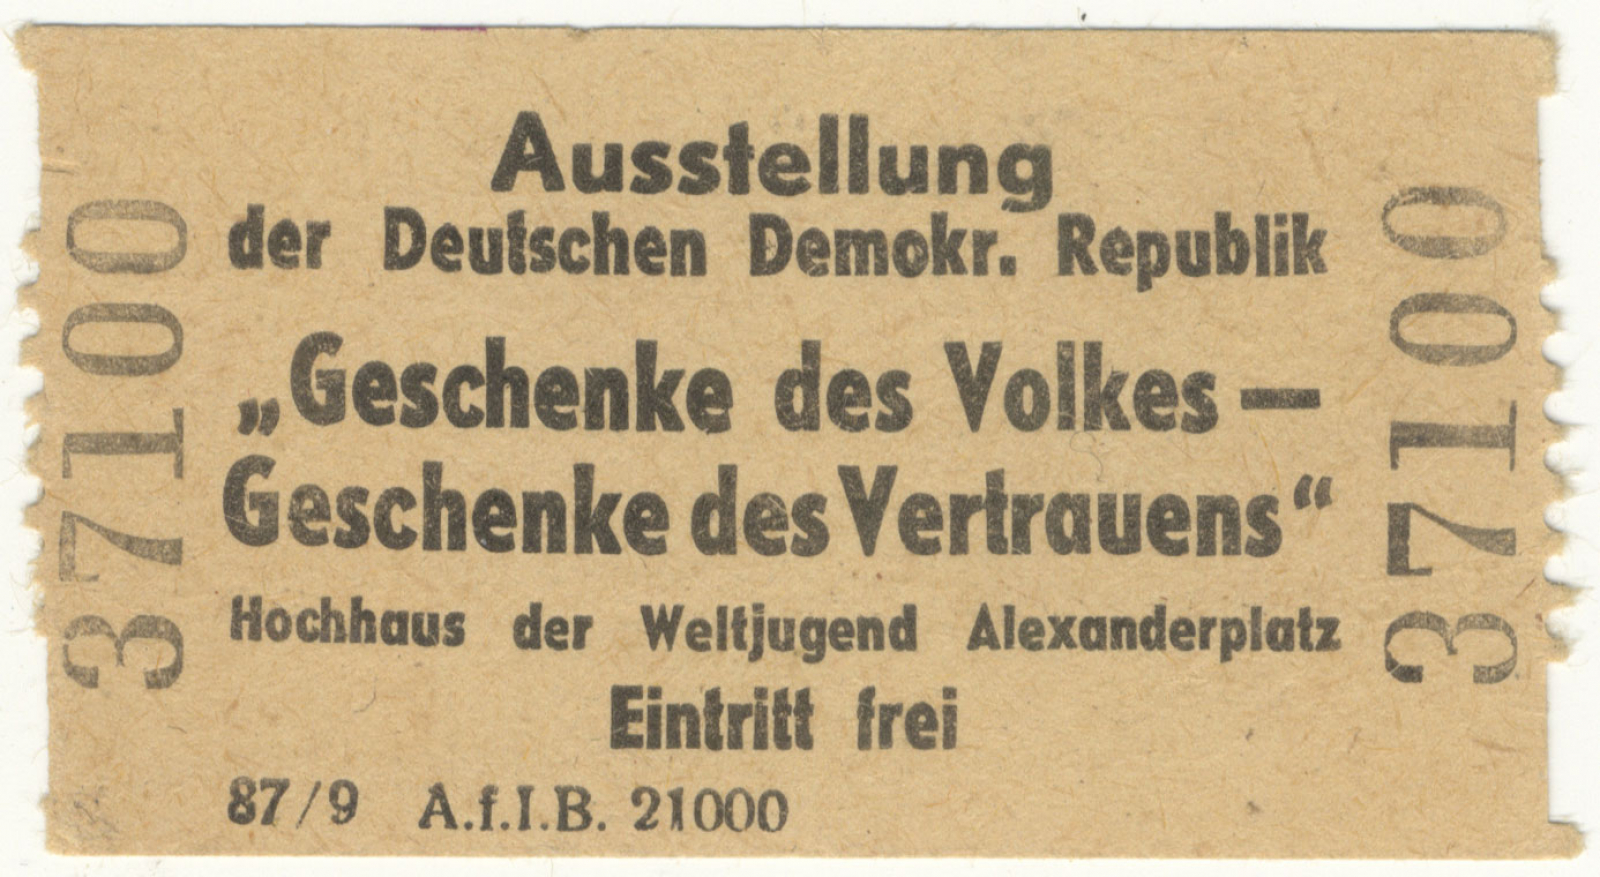 Ausstellung
der Deutschen Demokr. Republik
„Geschenke des Volkes —
Geschenke des Vertrauens“
Hochhaus der Weltjugend Alexanderplatz
Eintritt frei
87/9 A.f.I.B. 21000
37100
37100